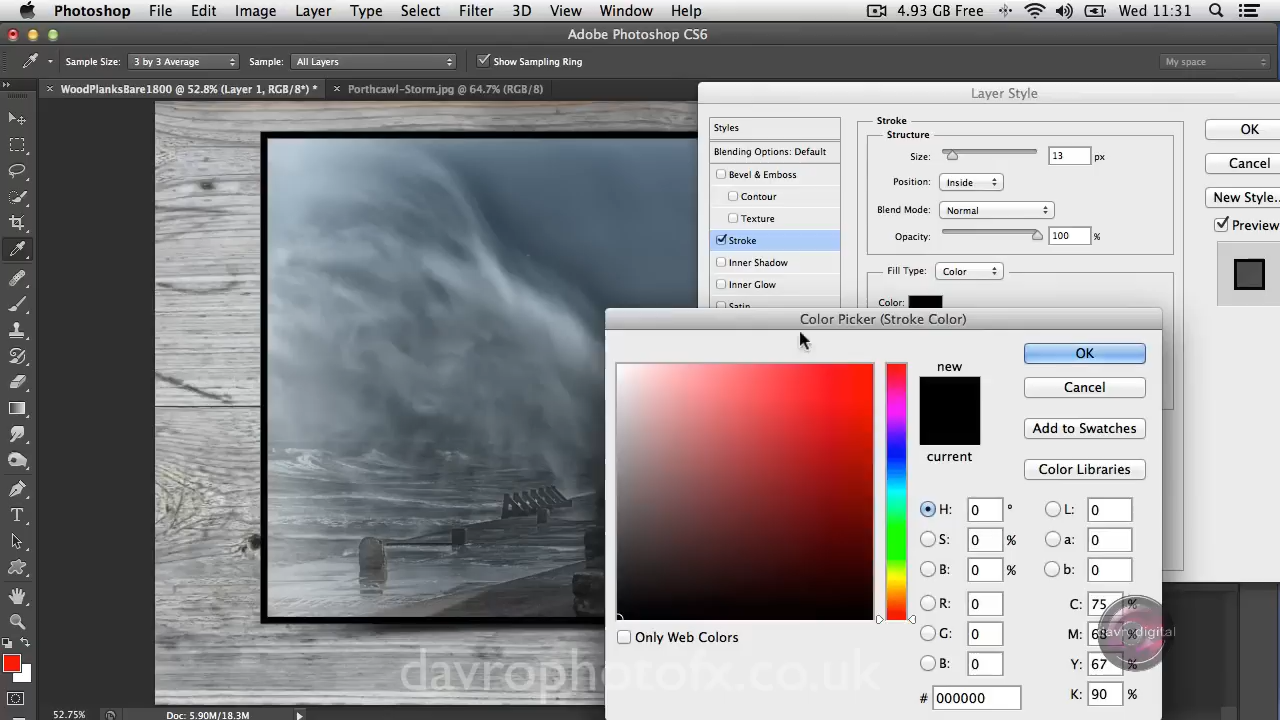 Photoshop File Edit Image Layer Type Select Filter 3D View Window Help 4.93 GB Free Wed 11:31
Adobe Photoshop CS6
Sample Size: 3 by 3 Average Sample: All Layers Show Sampling Ring My space
WoodPlanksBare1800 @ 52.8% (Layer 1, RGB/8*) * Porthcawl-Storm.jpg @ 64.7% (RGB/8)
Layer Style
Styles
Blending Options: Default
Bevel & Emboss
Contour
Texture
Stroke
Inner Shadow
Inner Glow
Satin
Stroke
Structure
Size: 13 px
Position: Inside
Blend Mode: Normal
Opacity: 100 %
Fill Type: Color
Color:
OK
Cancel
New Style..
Preview
Color Picker (Stroke Color)
new
current
OK
Cancel
Add to Swatches
Color Libraries
H: 0 °
S: 0 %
B: 0 %
R: 0
G: 0
B: 0
# 000000
L: 0
a: 0
b: 0
C: 75 %
Y: 67 %
K: 90 %
Only Web Colors
davrophotofx.co.uk
52.75% Doc: 5.90M/18.3M